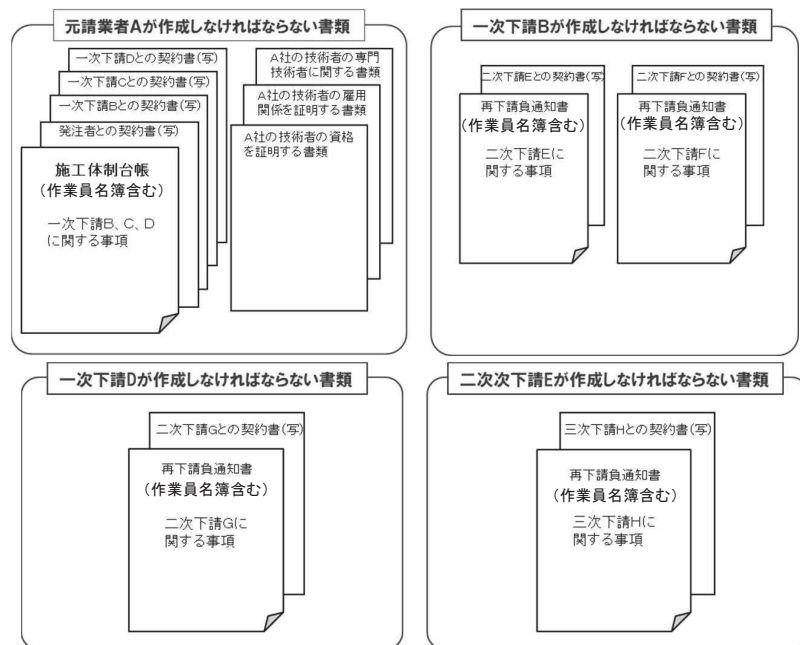 元請業者Aが作成しなければならない書類
一次下請Dとの契約書(写)
一次下請Cとの契約書(写)
一次下請Bとの契約書(写)
発注者との契約書(写)
施工体制台帳
(作業員名簿含む)
一次下請B、C、D
に関する事項
A社の技術者の専門
技術者に関する書類
A社の技術者の雇用
関係を証明する書類
A社の技術者の資格
を証明する書類
一次下請Bが作成しなければならない書類
二次下請Eとの契約書(写)
再下請負通知書
(作業員名簿含む)
二次下請Eに
関する事項
二次下請Fとの契約書(写)
再下請負通知書
(作業員名簿含む)
二次下請Fに
関する事項
一次下請Dが作成しなければならない書類
二次下請Gとの契約書(写)
再下請負通知書
(作業員名簿含む)
二次下請Gに
関する事項
二次次下請Eが作成しなければならない書類
三次下請Hとの契約書(写)
再下請負通知書
(作業員名簿含む)
三次下請Hに
関する事項